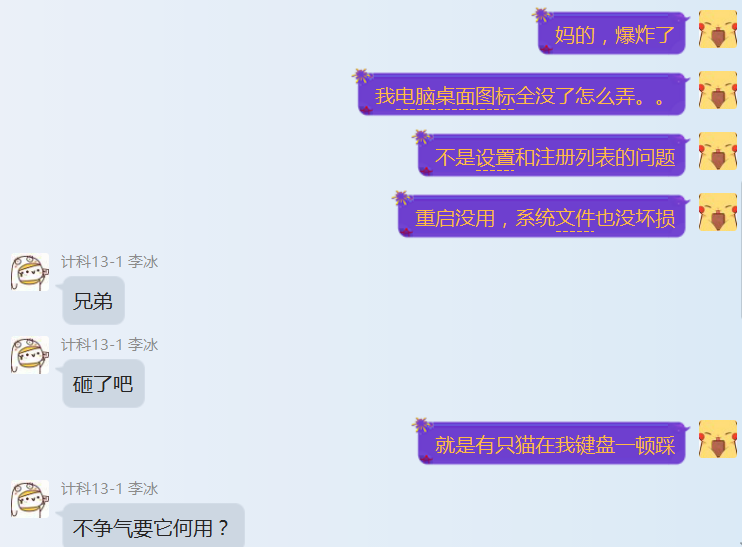 妈的，爆炸了
我电脑桌面图标全没了怎么弄。。
不是设置和注册列表的问题
重启没用，系统文件也没坏损
计科13-1 李冰
兄弟
计科13-1 李冰
砸了吧
就是有只猫在我键盘一顿踩
计科13-1 李冰
不争气要它何用？